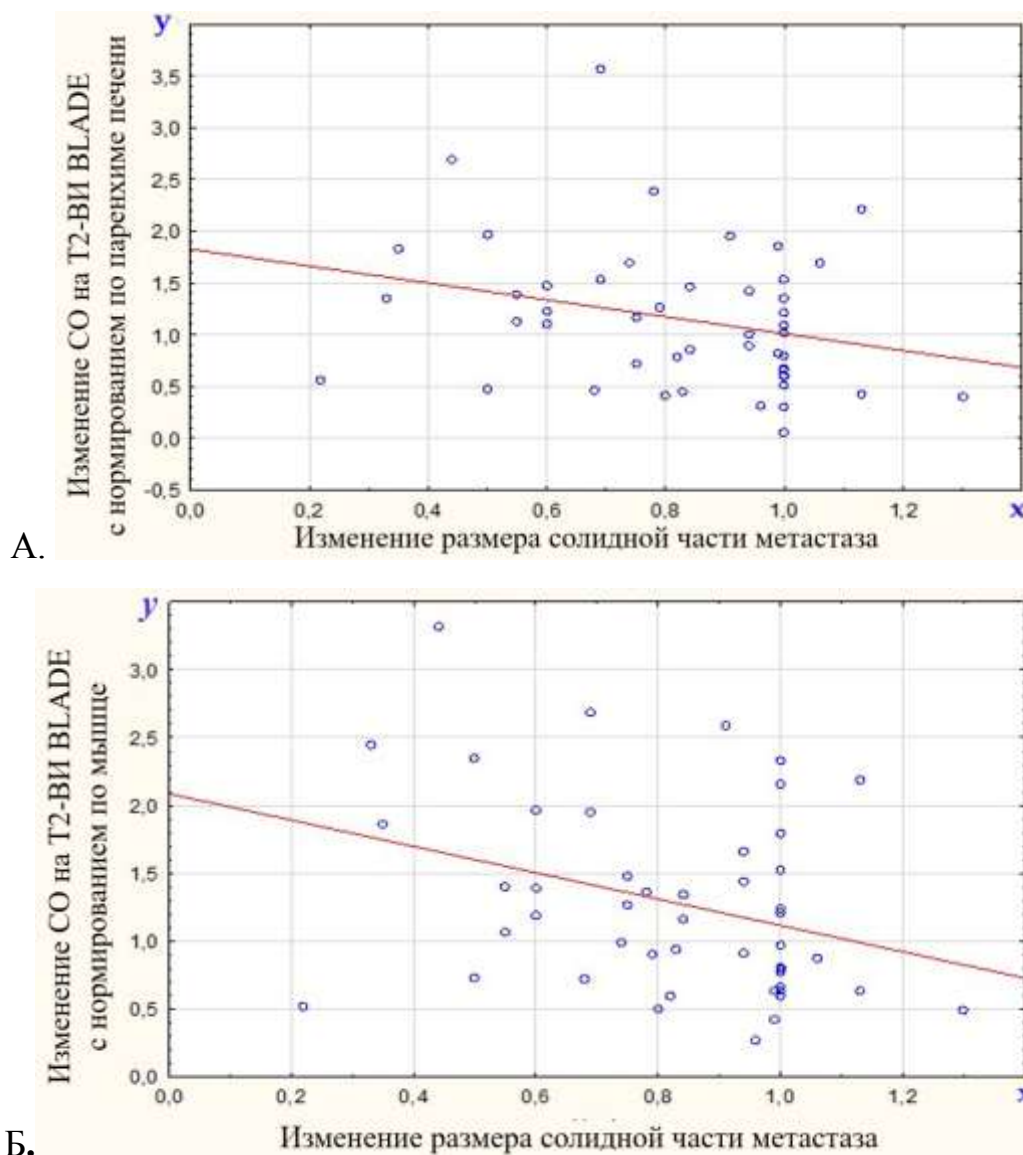 y
Изменение СО на Т2-ВИ BLADE
с нормированием по паренхиме печени
3,5
3,0
2,5
2,0
1,5
1,0
0,5
0,0
-0,5
0,0 0,2 0,4 0,6 0,8 1,0 1,2 x
Изменение размера солидной части метастаза
А.
y
Изменение СО на Т2-ВИ BLADE
с нормированием по мышце
3,0
2,5
2,0
1,5
1,0
0,5
0,0
0,0 0,2 0,4 0,6 0,8 1,0 1,2 x
Изменение размера солидной части метастаза
Б.